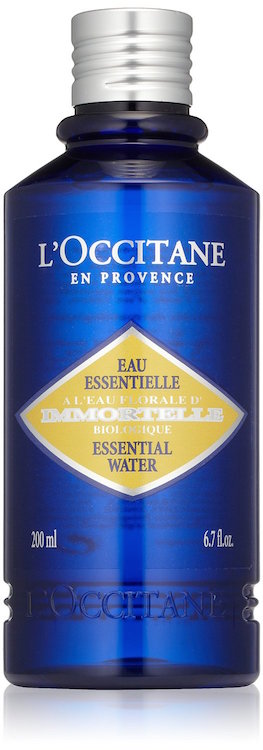 L'OCCITANE
EN PROVENCE
EAU
ESSENTIELLE
A L'EAU FLORALE D'
IMMORTELLE
BIOLOGIQUE
ESSENTIAL
WATER
200 ml 6.7 fl.oz.
L'OCCITANE